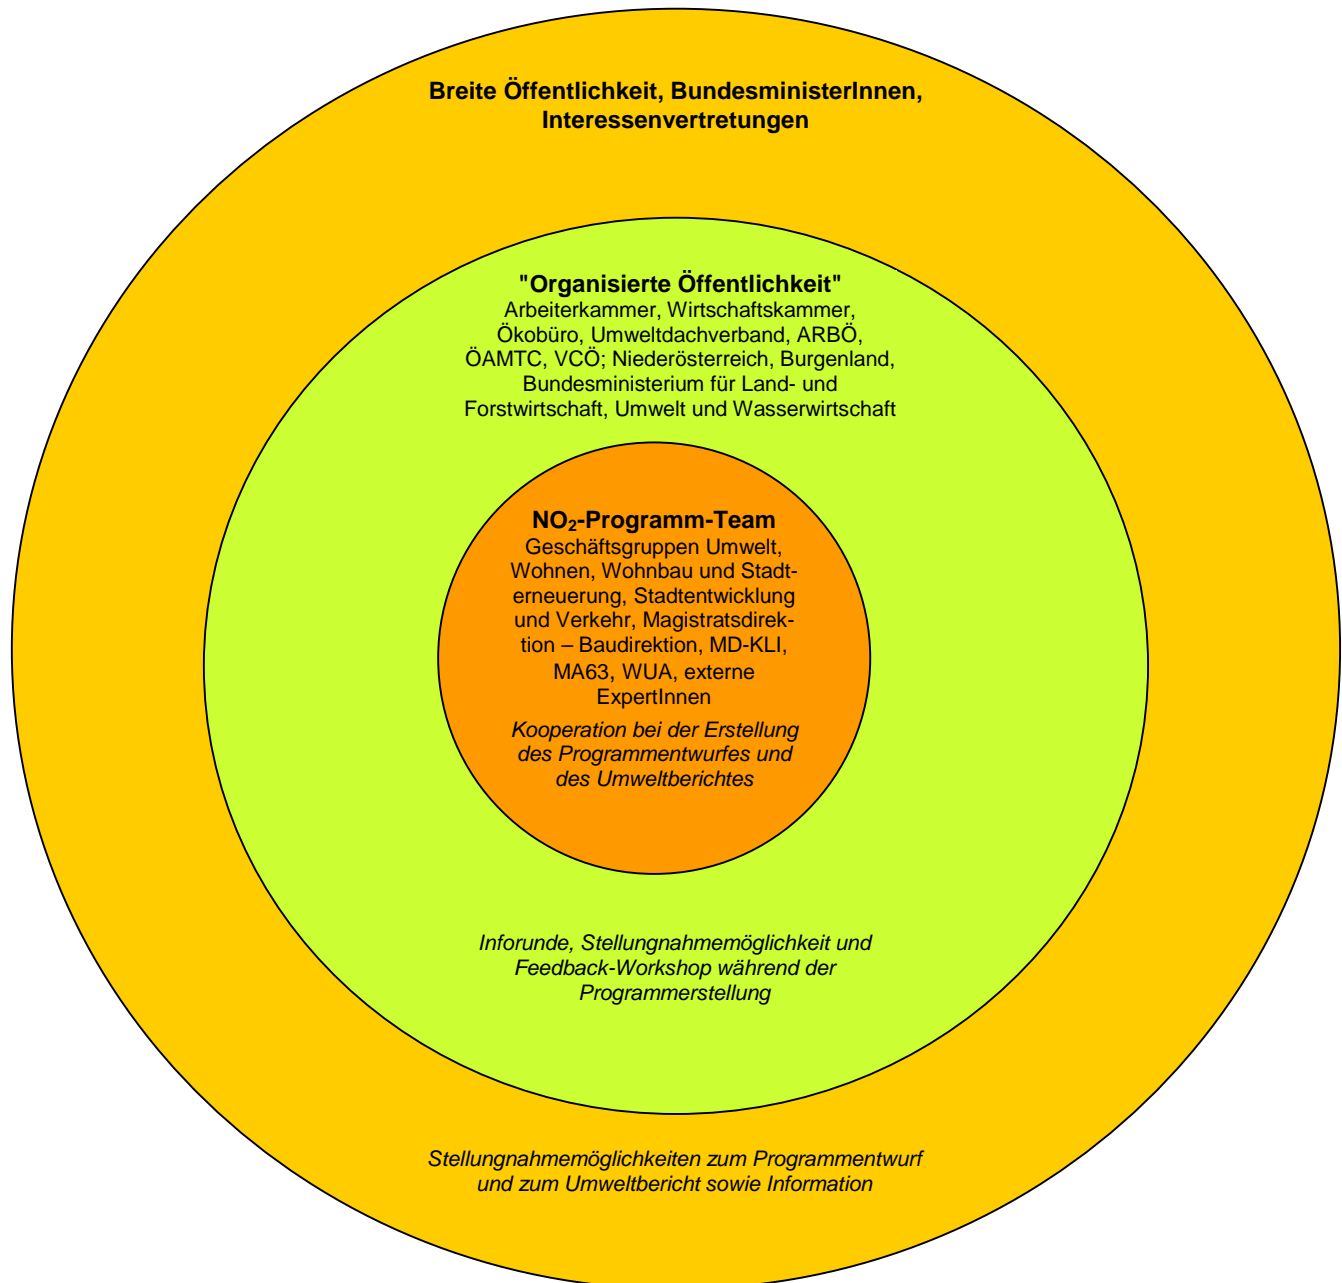 Breite Öffentlichkeit, BundesministerInnen,
Interessenvertretungen
"Organisierte Öffentlichkeit"
Arbeiterkammer, Wirtschaftskammer,
Ökobüro, Umweltdachverband, ARBÖ,
ÖAMTC, VCÖ; Niederösterreich, Burgenland,
Bundesministerium für Land- und
Forstwirtschaft, Umwelt und Wasserwirtschaft
NO₂-Programm-Team
Geschäftsgruppen Umwelt,
Wohnen, Wohnbau und Stadt-
erneuerung, Stadtentwicklung
und Verkehr, Magistratsdirek-
tion – Baudirektion, MD-KLI,
MA63, WUA, externe
ExpertInnen
Kooperation bei der Erstellung
des Programmentwurfes und
des Umweltberichtes
Inforunde, Stellungnahmemöglichkeit und
Feedback-Workshop während der
Programmerstellung
Stellungnahmemöglichkeiten zum Programmentwurf
und zum Umweltbericht sowie Information